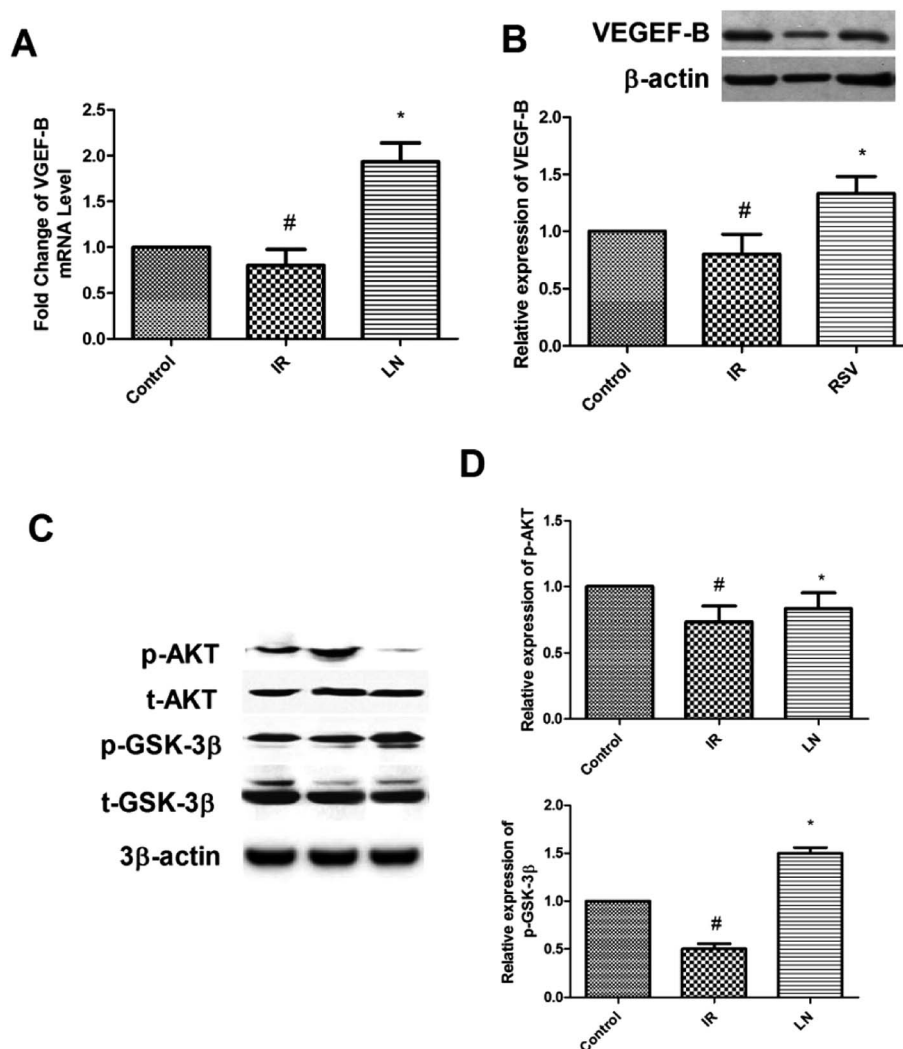 A
Fold Change of VGEF-B
mRNA Level
2.5
2.0
1.5
1.0
0.5
0.0
#
*
Control
IR
LN
B
VEGEF-B
β-actin
Relative expression of VEGF-B
2.0
1.5
1.0
0.5
0.0
#
*
Control
IR
RSV
C
p-AKT
t-AKT
p-GSK-3β
t-GSK-3β
3β-actin
D
Relative expression of p-AKT
1.5
1.0
0.5
0.0
#
*
Control
IR
LN
Relative expression of
p-GSK-3β
2.0
1.5
1.0
0.5
0.0
#
*
Control
IR
LN